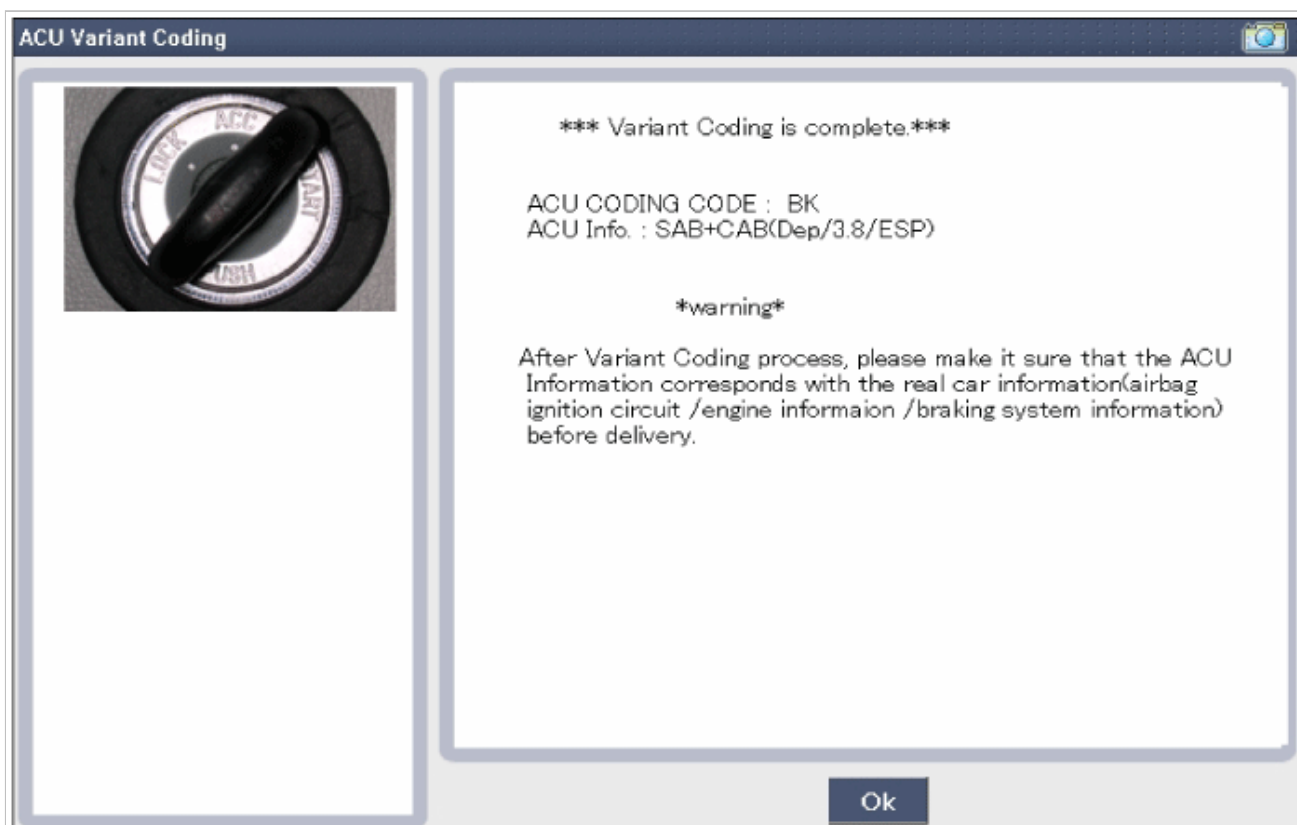 ACU Variant Coding
ACC
LOCK
PUSH
*** Variant Coding is complete.***
ACU CODING CODE : BK
ACU Info. : SAB+CAB(Dep/3.8/ESP)
*warning*
After Variant Coding process, please make it sure that the ACU
Information corresponds with the real car information(airbag
ignition circuit /engine informaion /braking system information)
before delivery.
Ok